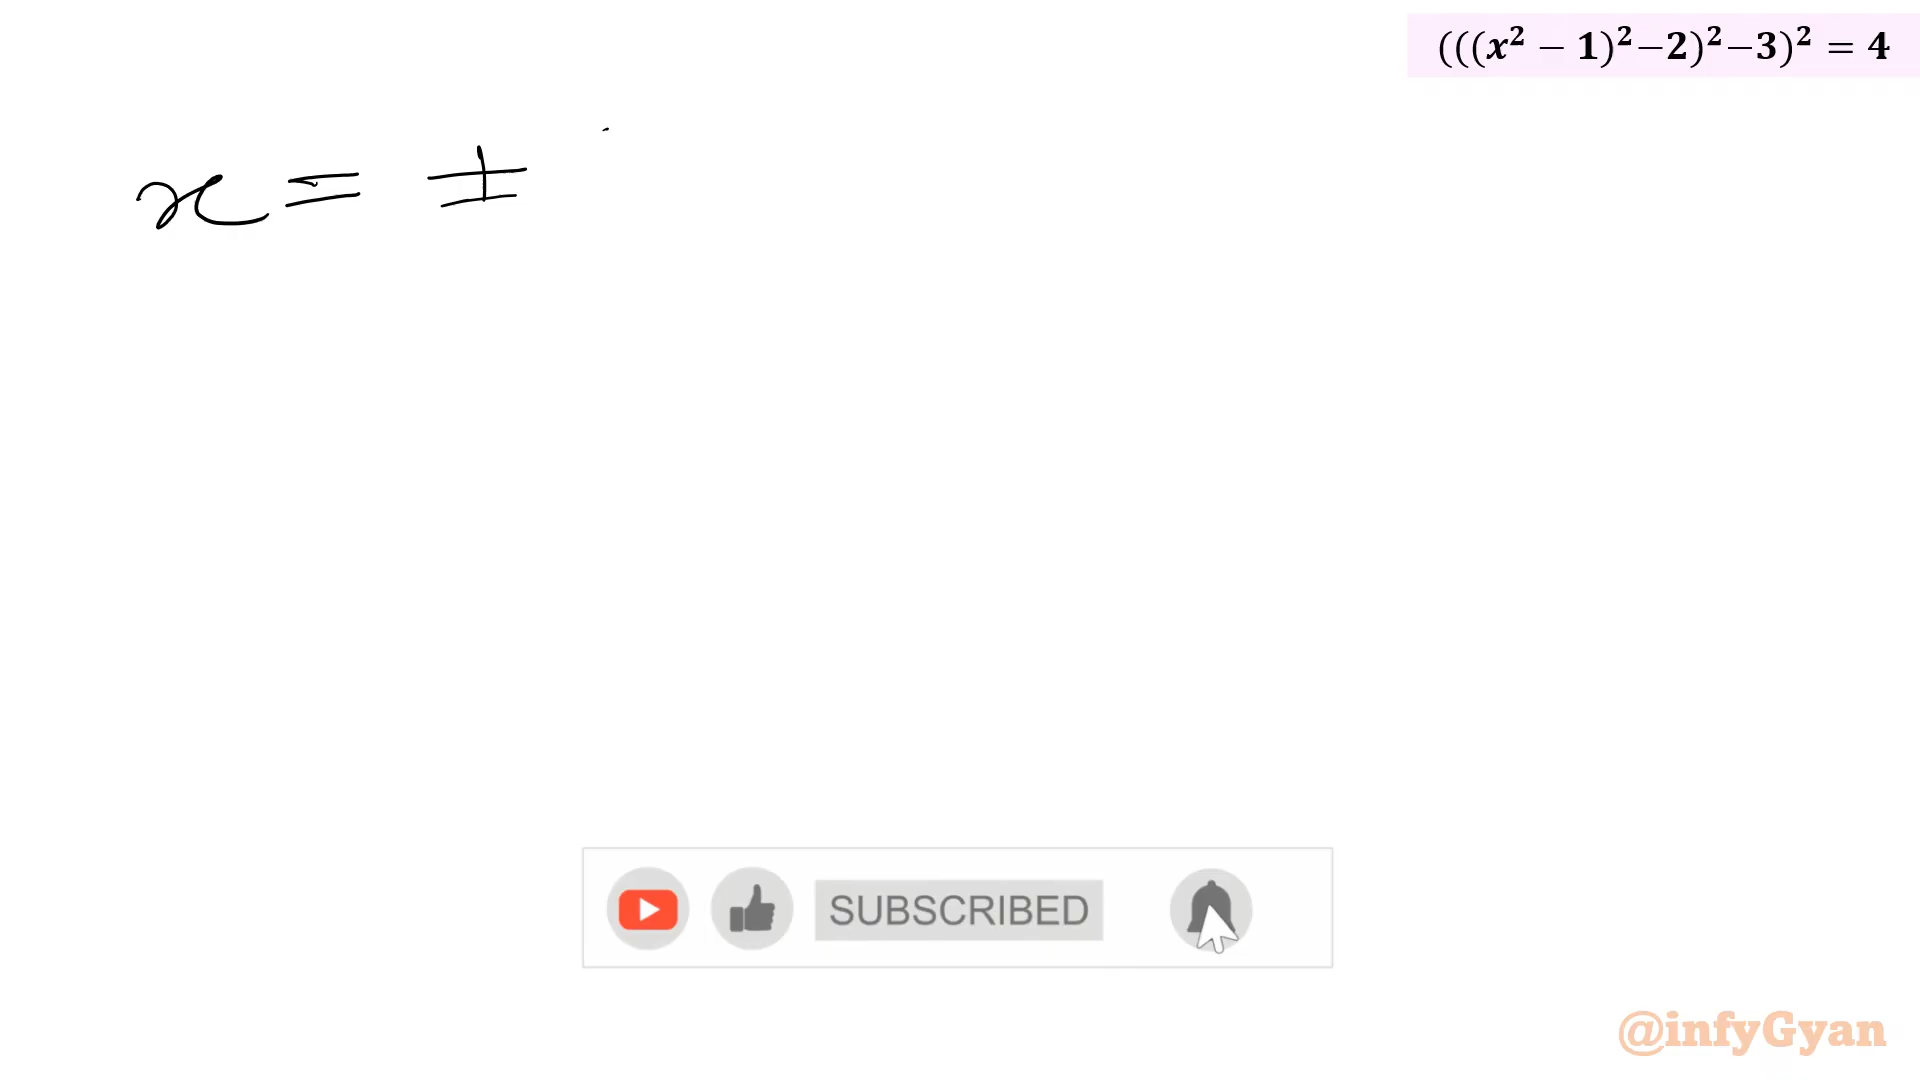 (((x² − 1)²−2)²−3)² = 4
x = ±
SUBSCRIBED
@infyGyan